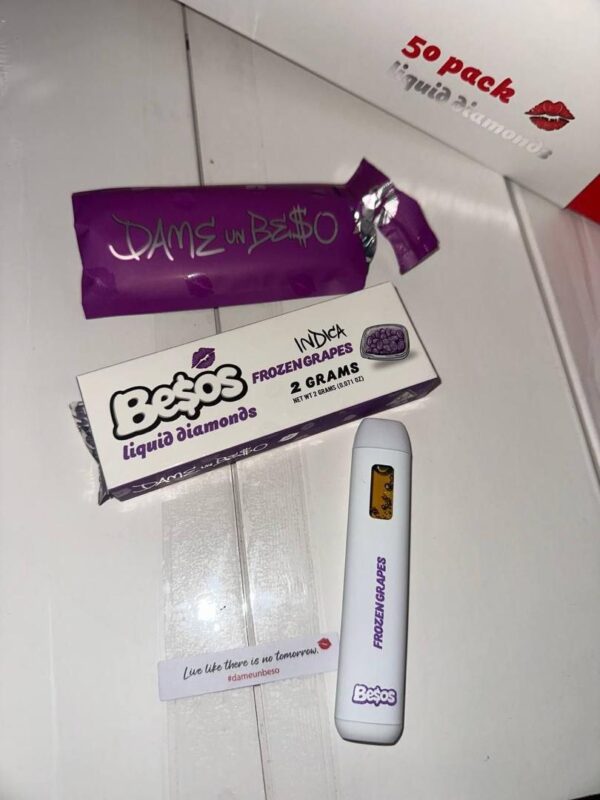 50 pack
liquid diamonds
DAME UN BE$O
INDICA
FROZEN GRAPES
Be$os
2 GRAMS
NET WT 2 GRAMS (0.071 OZ)
liquid diamonds
DAME UN BE$O
FROZEN GRAPES
Be$os
Live like there is no tomorrow.
#dameunbeso